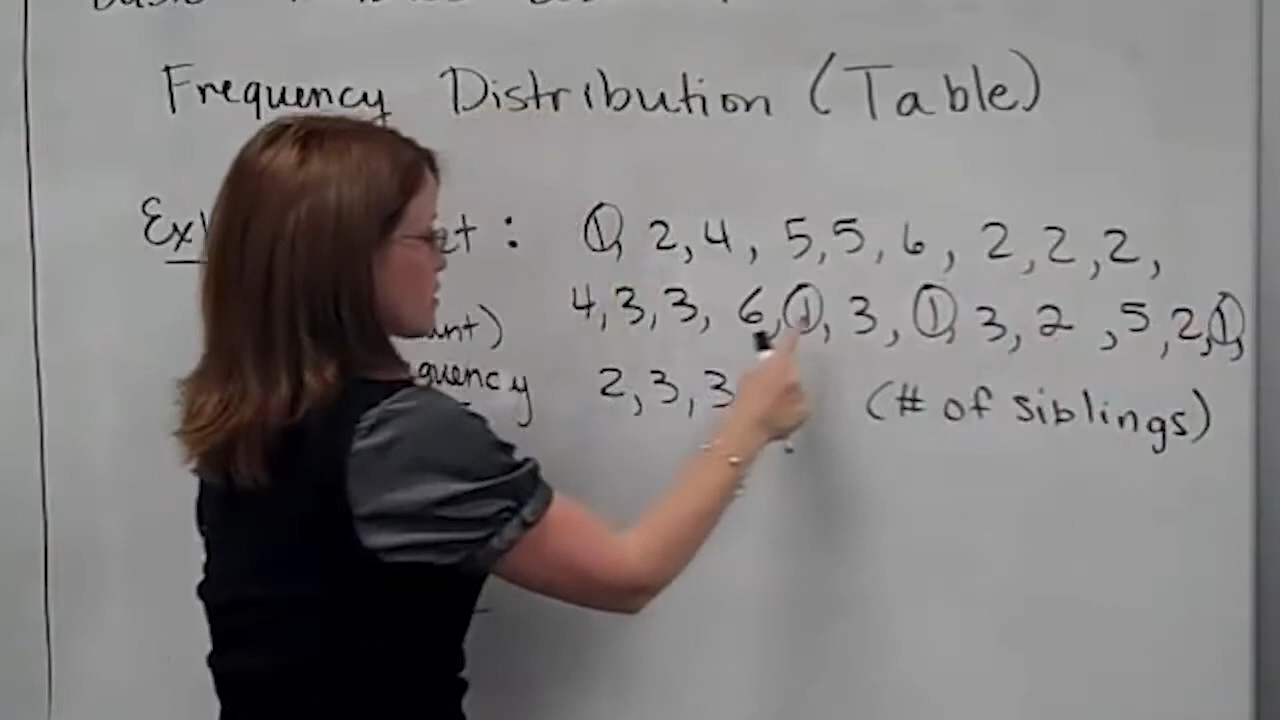 Frequency Distribution (Table)
Ex) : 1, 2, 4, 5, 5, 6, 2, 2, 2,
4, 3, 3, 6, 1, 3, 1, 3, 2, 5, 2, 1,
2, 3, 3 (# of siblings)